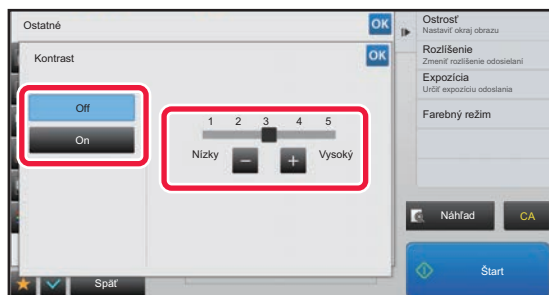 Ostatné
OK
Kontrast
OK
Off
On
1 2 3 4 5
Nízky
−
+
Vysoký
Späť
Ostrosť
Nastaviť okraj obrazu
Rozlíšenie
Zmeniť rozlíšenie odosielaní
Expozícia
Určiť expozíciu odoslania
Farebný režim
Náhľad
CA
Štart